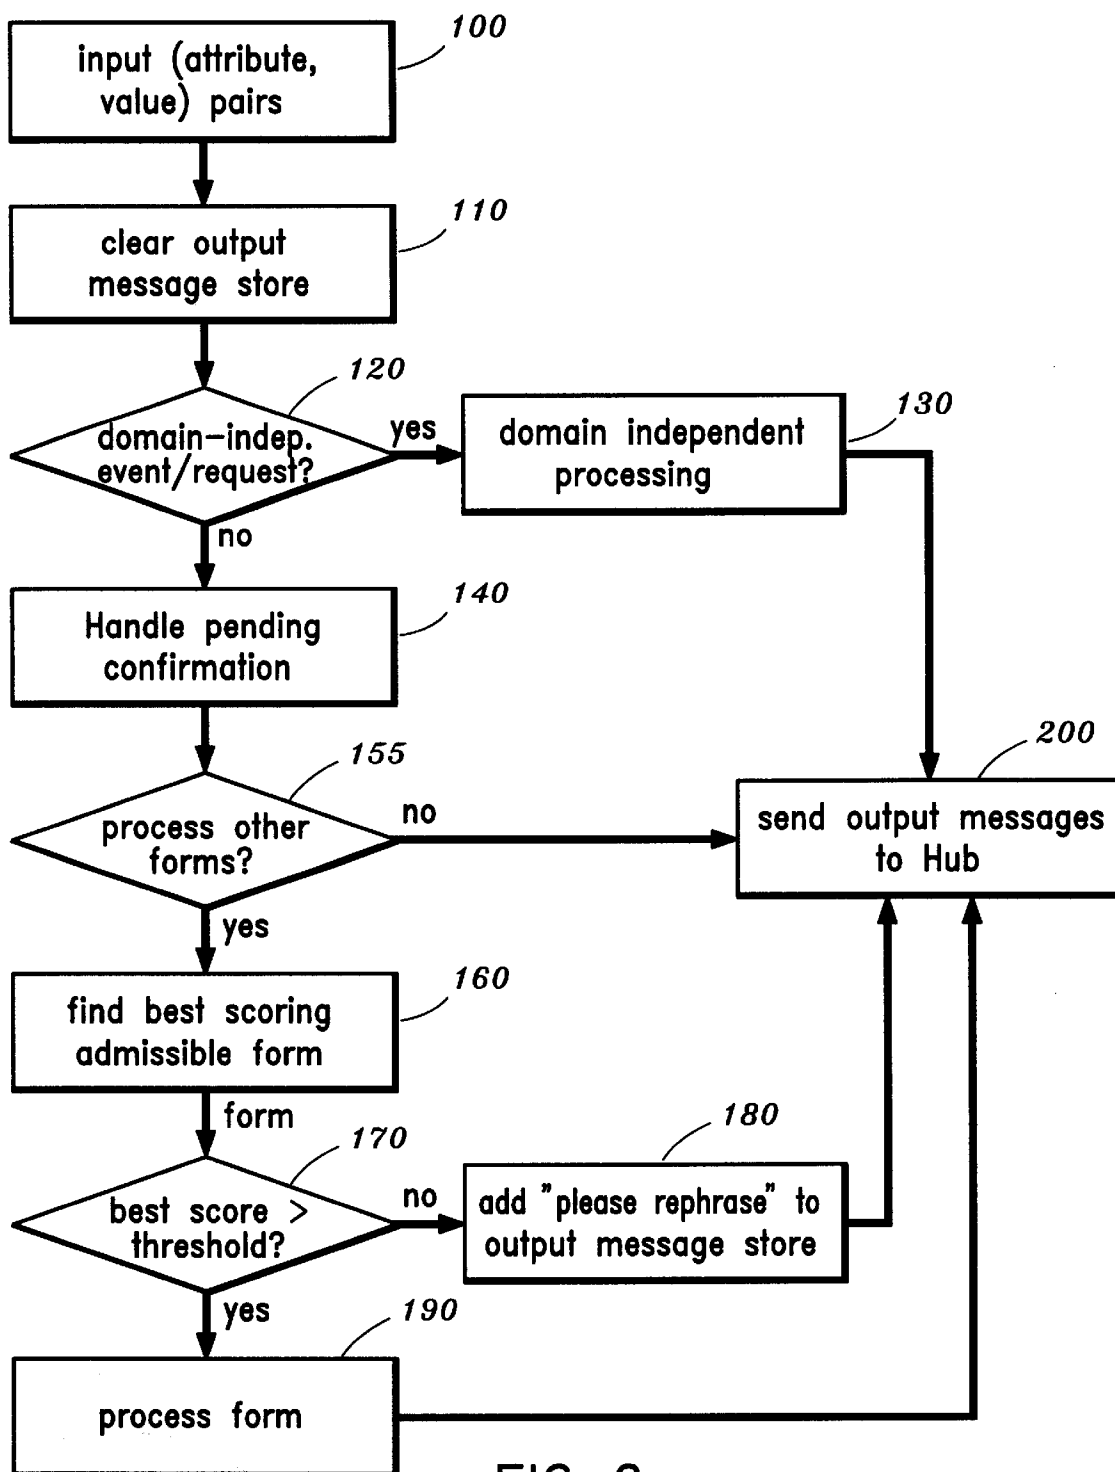 100
input (attribute,
value) pairs
110
clear output
message store
120
domain-indep.
event/request?
yes
130
domain independent
processing
no
140
Handle pending
confirmation
155
process other
forms?
no
200
send output messages
to Hub
yes
160
find best scoring
admissible form
form
170
best score >
threshold?
no
180
add "please rephrase" to
output message store
yes
190
process form
FIG.